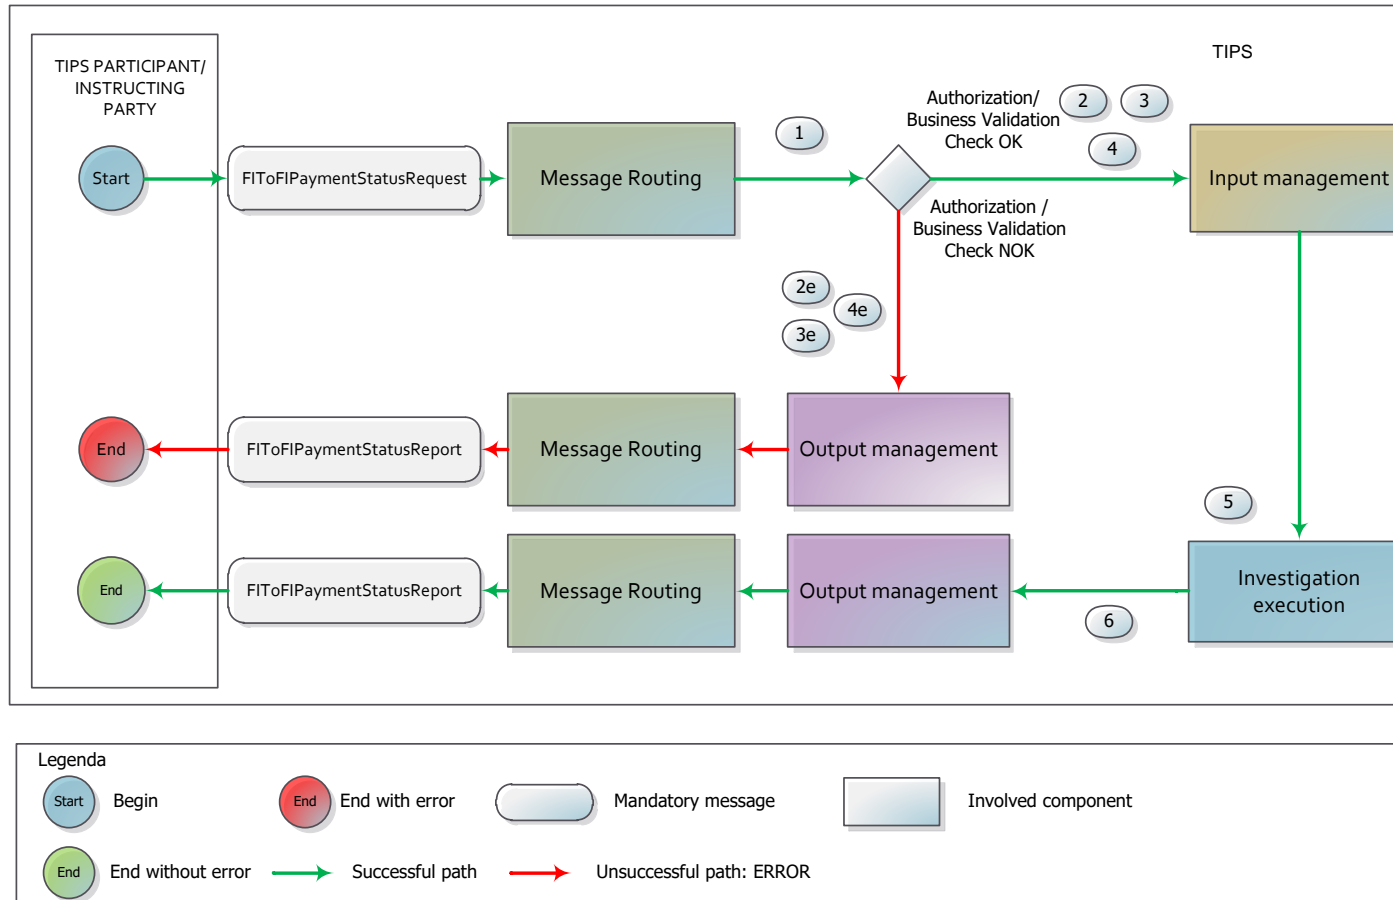 TIPS PARTICIPANT/
INSTRUCTING
PARTY
TIPS
Start
FIToFIPaymentStatusRequest
Message Routing
1
Authorization/
Business Validation
Check OK
2
3
4
Input management
Authorization /
Business Validation
Check NOK
2e
4e
3e
End
FIToFIPaymentStatusReport
Message Routing
Output management
5
End
FIToFIPaymentStatusReport
Message Routing
Output management
6
Investigation
execution
Legenda
Start
Begin
End
End with error
Mandatory message
Involved component
End
End without error
Successful path
Unsuccessful path: ERROR